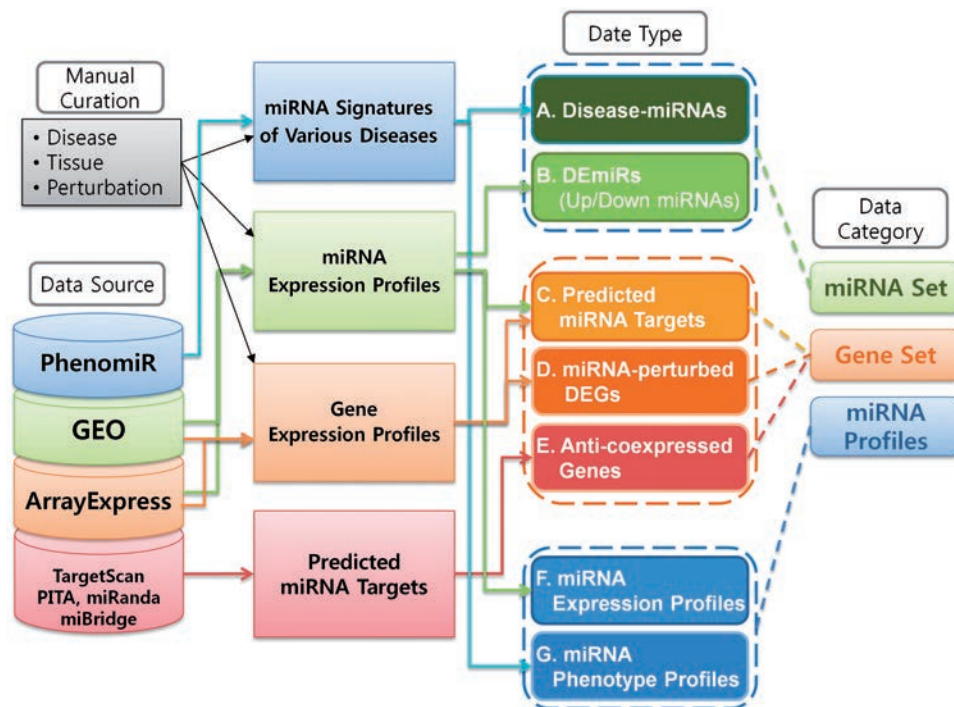 Manual
Curation
• Disease
• Tissue
• Perturbation
Data Source
PhenomiR
GEO
ArrayExpress
TargetScan
PITA, miRanda
miBridge
miRNA Signatures
of Various Diseases
miRNA
Expression Profiles
Gene
Expression Profiles
Predicted
miRNA Targets
Date Type
A. Disease-miRNAs
B. DEmiRs
(Up/Down miRNAs)
C. Predicted
miRNA Targets
D. miRNA-perturbed
DEGs
E. Anti-coexpressed
Genes
F. miRNA
Expression Profiles
G. miRNA
Phenotype Profiles
Data
Category
miRNA Set
Gene Set
miRNA
Profiles